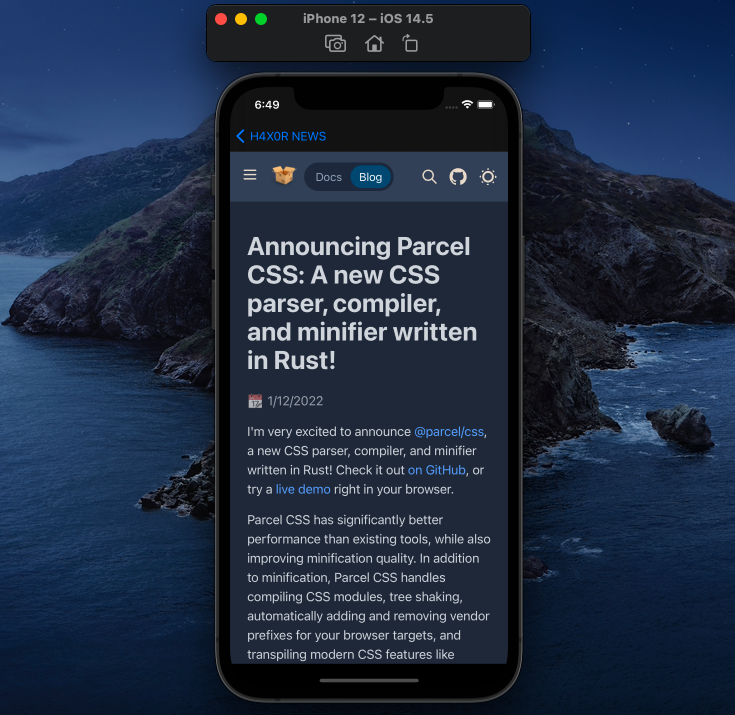 iPhone 12 – iOS 14.5
6:49
H4X0R NEWS
Docs Blog
Announcing Parcel
CSS: A new CSS
parser, compiler,
and minifier written
in Rust!
1/12/2022
I'm very excited to announce @parcel/css,
a new CSS parser, compiler, and minifier
written in Rust! Check it out on GitHub, or
try a live demo right in your browser.
Parcel CSS has significantly better
performance than existing tools, while also
improving minification quality. In addition
to minification, Parcel CSS handles
compiling CSS modules, tree shaking,
automatically adding and removing vendor
prefixes for your browser targets, and
transpiling modern CSS features like